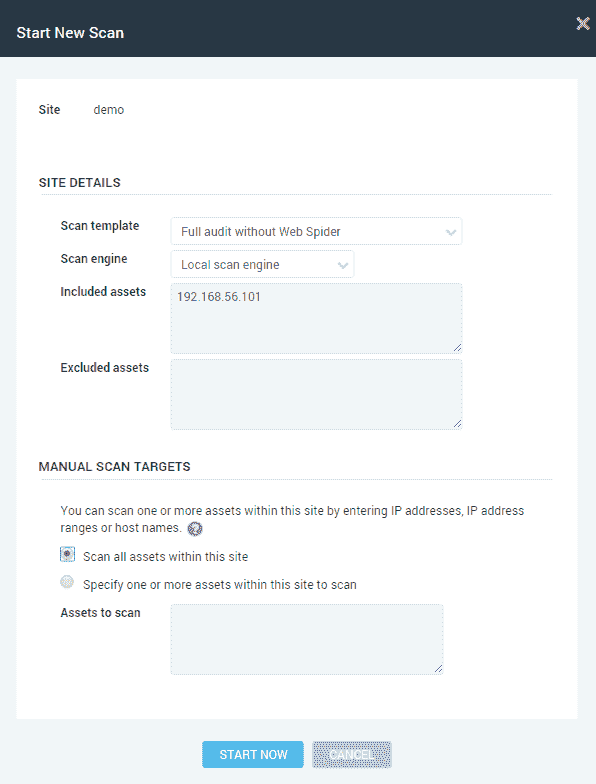 Start New Scan
Site demo
SITE DETAILS
Scan template Full audit without Web Spider
Scan engine Local scan engine
Included assets 192.168.56.101
Excluded assets
MANUAL SCAN TARGETS
You can scan one or more assets within this site by entering IP addresses, IP address
ranges or host names.
Scan all assets within this site
Specify one or more assets within this site to scan
Assets to scan
START NOW CANCEL